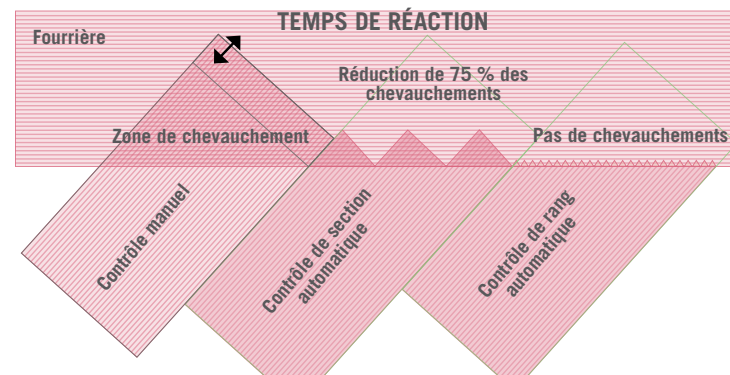 TEMPS DE RÉACTION
Fourrière
Réduction de 75 % des
chevauchements
Zone de chevauchement
Pas de chevauchements
Contrôle manuel
Contrôle de section
automatique
Contrôle de rang
automatique